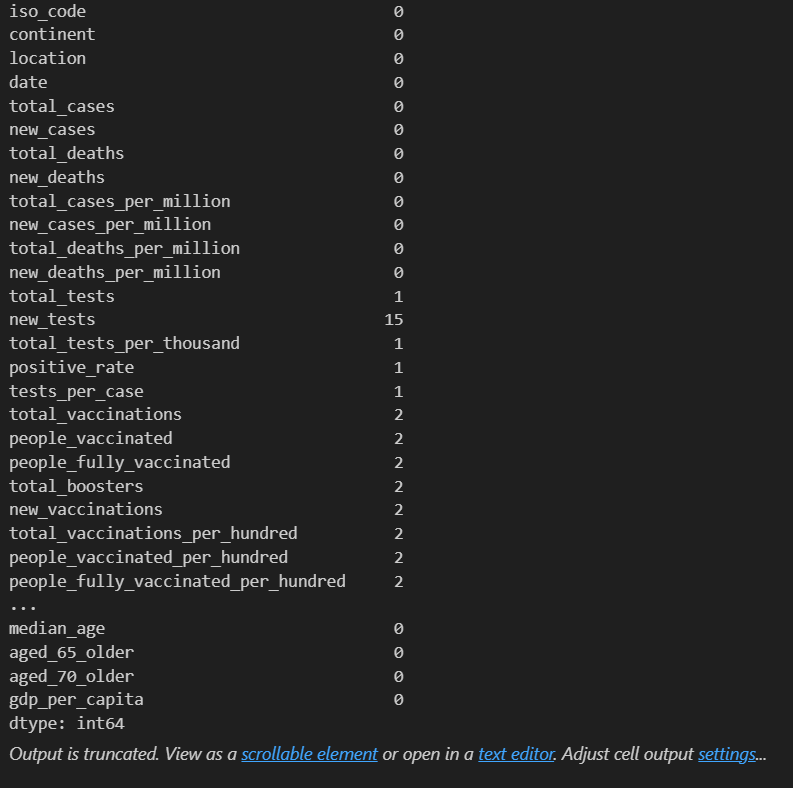 iso_code 0
continent 0
location 0
date 0
total_cases 0
new_cases 0
total_deaths 0
new_deaths 0
total_cases_per_million 0
new_cases_per_million 0
total_deaths_per_million 0
new_deaths_per_million 0
total_tests 1
new_tests 15
total_tests_per_thousand 1
positive_rate 1
tests_per_case 1
total_vaccinations 2
people_vaccinated 2
people_fully_vaccinated 2
total_boosters 2
new_vaccinations 2
total_vaccinations_per_hundred 2
people_vaccinated_per_hundred 2
people_fully_vaccinated_per_hundred 2
...
median_age 0
aged_65_older 0
aged_70_older 0
gdp_per_capita 0
dtype: int64
Output is truncated. View as a scrollable element or open in a text editor. Adjust cell output settings...